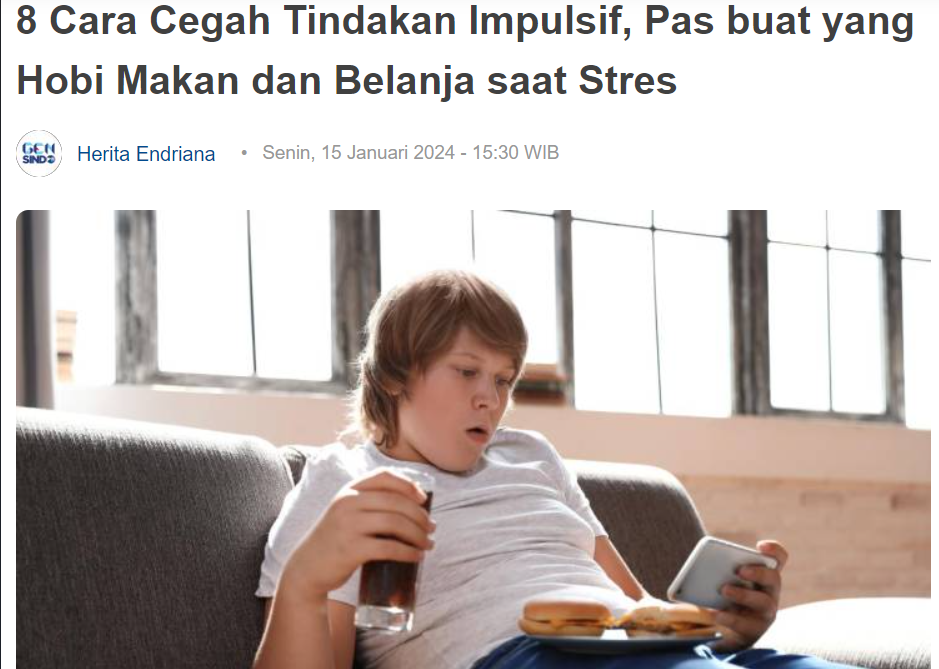 8 Cara Cegah Tindakan Impulsif, Pas buat yang
Hobi Makan dan Belanja saat Stres
GEN
SINDO
Herita Endriana • Senin, 15 Januari 2024 - 15:30 WIB